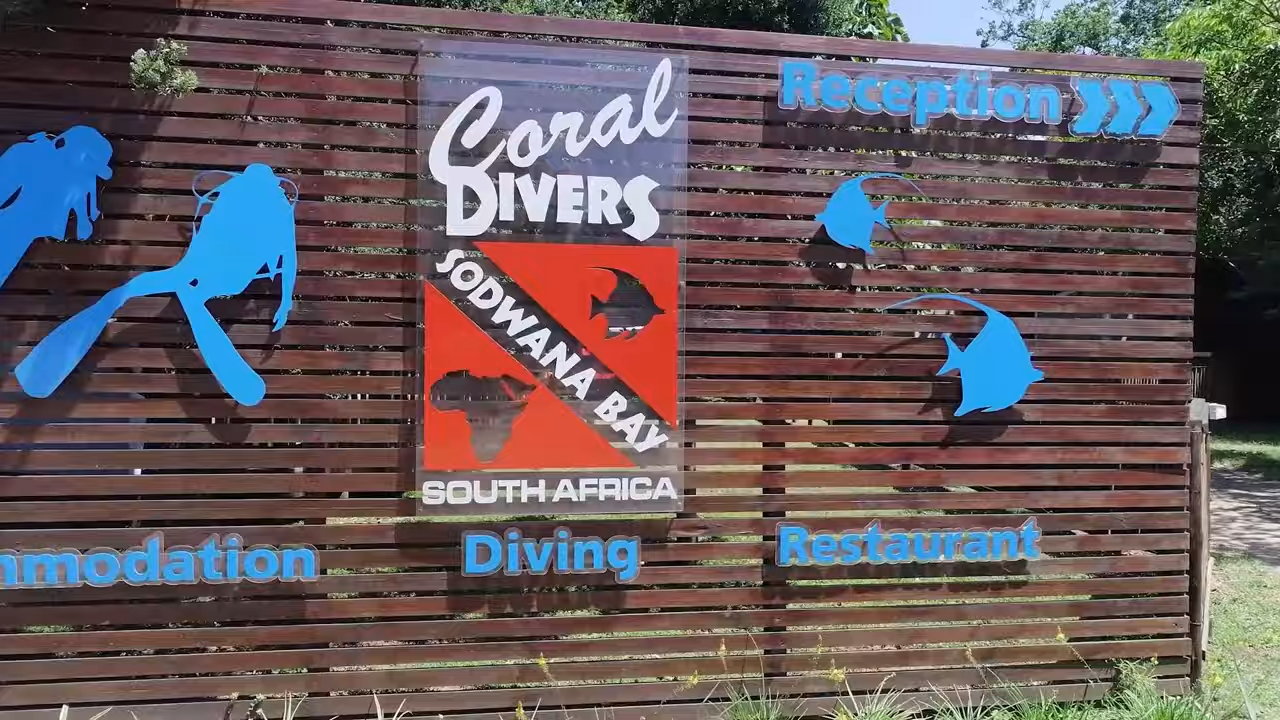 Coral
DIVERS
SODWANA BAY
SOUTH AFRICA
Reception
mmodation
Diving
Restaurant